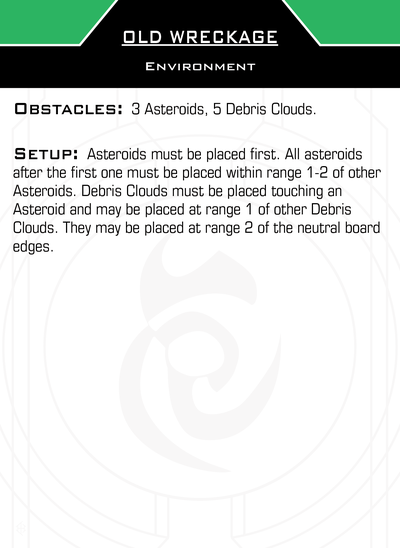 OLD WRECKAGE
ENVIRONMENT
OBSTACLES: 3 Asteroids, 5 Debris Clouds.
SETUP: Asteroids must be placed first. All asteroids
after the first one must be placed within range 1-2 of other
Asteroids. Debris Clouds must be placed touching an
Asteroid and may be placed at range 1 of other Debris
Clouds. They may be placed at range 2 of the neutral board
edges.